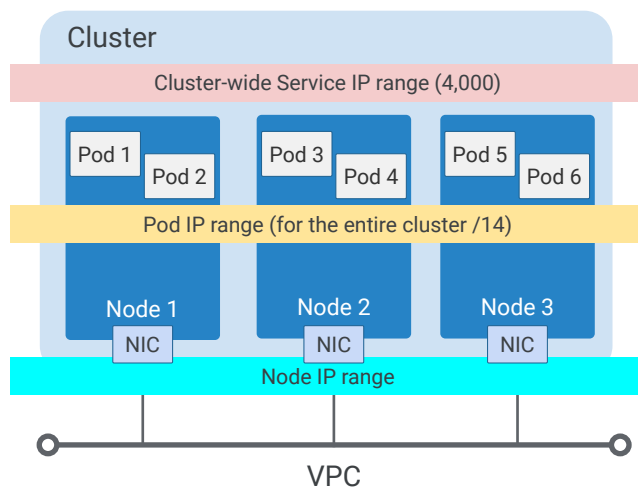 Cluster
Cluster-wide Service IP range (4,000)
Pod 1
Pod 2
Pod 3
Pod 4
Pod 5
Pod 6
Pod IP range (for the entire cluster /14)
Node 1
Node 2
Node 3
NIC
NIC
NIC
Node IP range
VPC